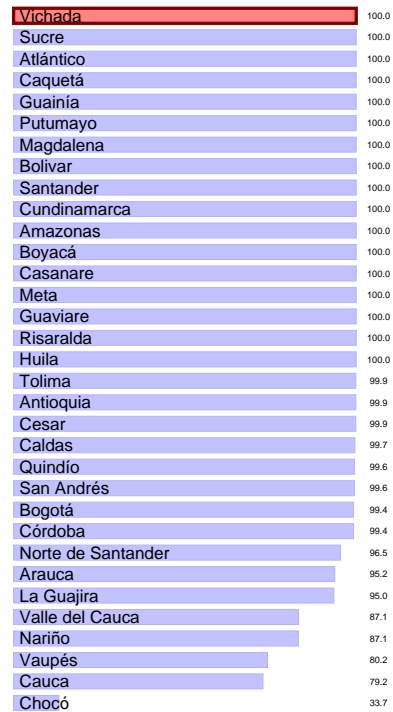 Vichada 100.0
Sucre 100.0
Atlántico 100.0
Caquetá 100.0
Guainía 100.0
Putumayo 100.0
Magdalena 100.0
Bolivar 100.0
Santander 100.0
Cundinamarca 100.0
Amazonas 100.0
Boyacá 100.0
Casanare 100.0
Meta 100.0
Guaviare 100.0
Risaralda 100.0
Huila 100.0
Tolima 99.9
Antioquia 99.9
Cesar 99.9
Caldas 99.7
Quindío 99.6
San Andrés 99.6
Bogotá 99.4
Córdoba 99.4
Norte de Santander 96.5
Arauca 95.2
La Guajira 95.0
Valle del Cauca 87.1
Nariño 87.1
Vaupés 80.2
Cauca 79.2
Chocó 33.7